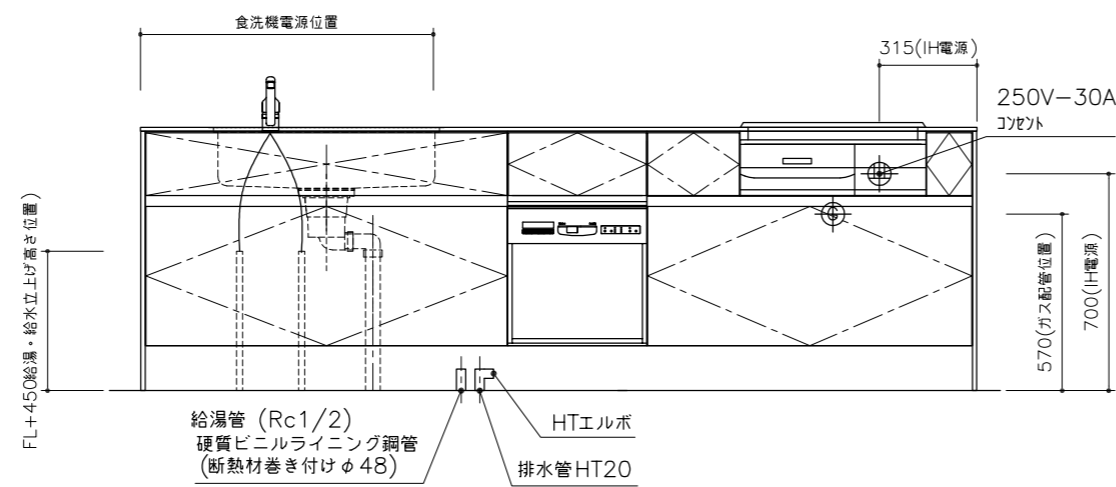 食洗機電源位置
315(IH電源)
250V-30A
コンセント
FL+450給湯・給水立上げ高さ位置)
G
570(ガス配管位置)
700(IH電源)
給湯管 (Rc1/2)
硬質ビニルライニング鋼管
(断熱材巻き付けφ48)
HTエルボ
排水管HT20